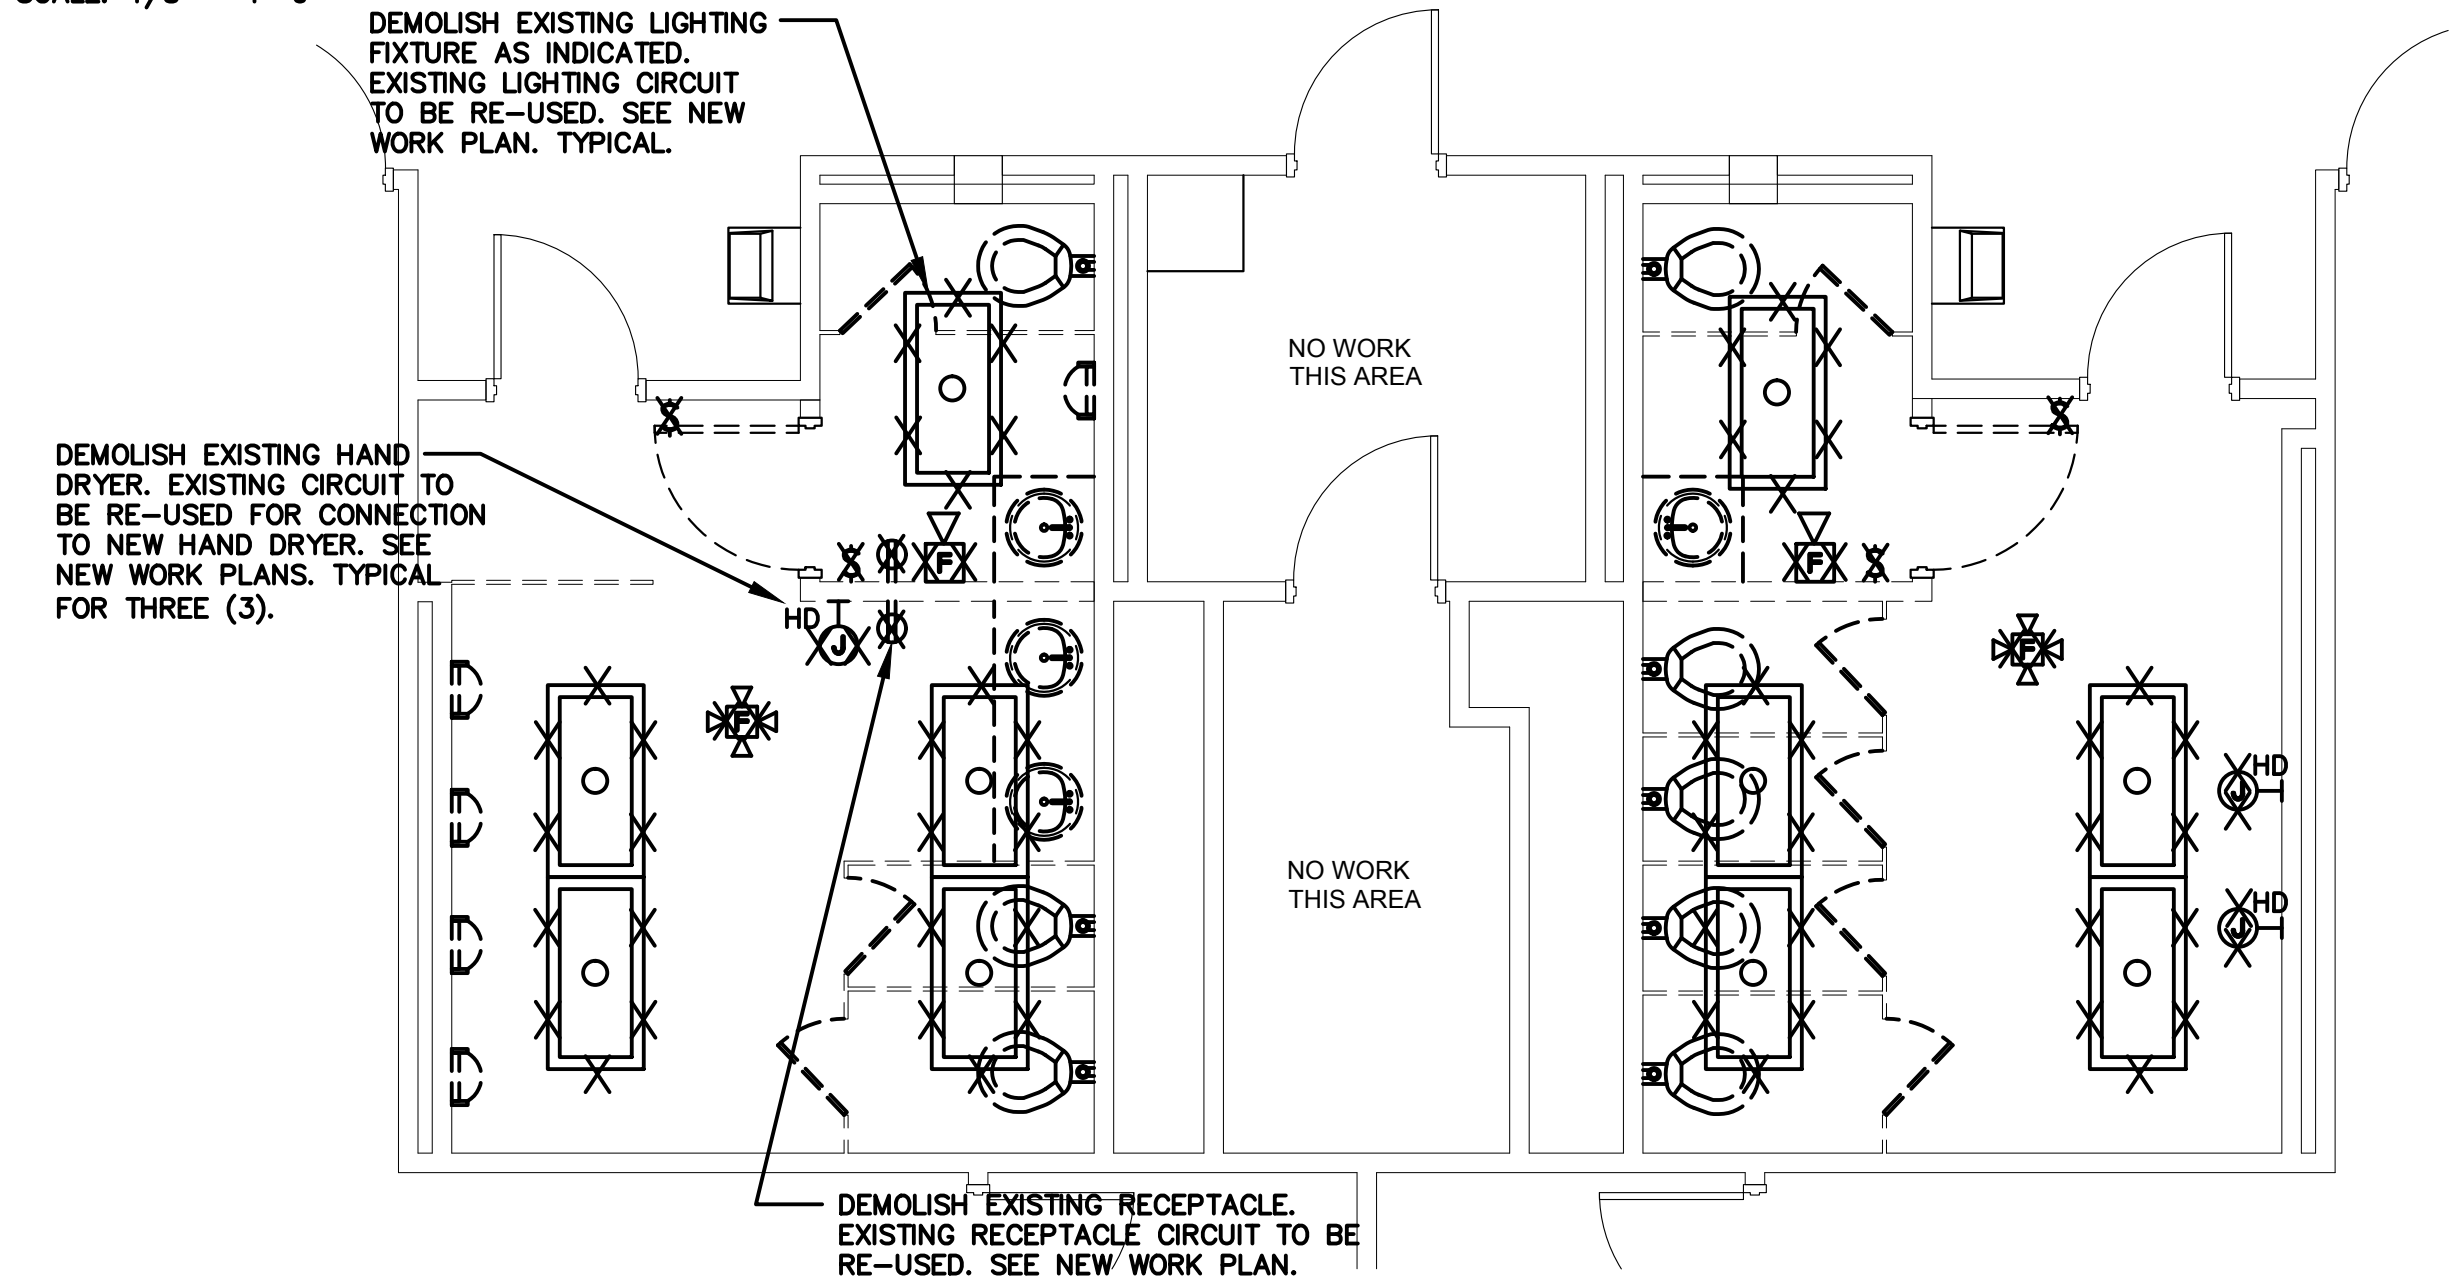 DEMOLISH EXISTING LIGHTING
FIXTURE AS INDICATED.
EXISTING LIGHTING CIRCUIT
TO BE RE-USED. SEE NEW
WORK PLAN. TYPICAL.
NO WORK
THIS AREA
S
S
DEMOLISH EXISTING HAND
DRYER. EXISTING CIRCUIT TO
BE RE-USED FOR CONNECTION
TO NEW HAND DRYER. SEE
NEW WORK PLANS. TYPICAL
FOR THREE (3).
S
F
F
S
HD
J
F
F
HD
J
NO WORK
THIS AREA
HD
J
DEMOLISH EXISTING RECEPTACLE.
EXISTING RECEPTACLE CIRCUIT TO BE
RE-USED. SEE NEW WORK PLAN.